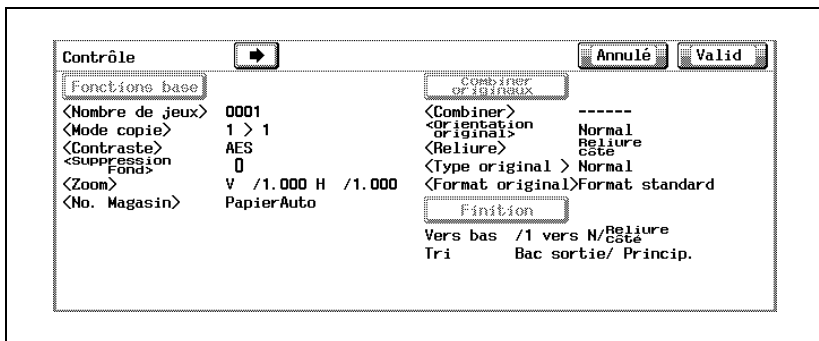 Contrôle
Annulé
Valid
Fonctions base
<Nombre de jeux> 0001
<Mode copie> 1 > 1
<Contraste> AES
<Suppression
Fond> 0
<Zoom> V /1.000 H /1.000
<No. Magasin> PapierAuto
Combiner
originaux
<Combiner> ------
<Orientation
original> Normal
<Reliure> Reliure
côté
<Type original > Normal
<Format original>Format standard
Finition
Vers bas /1 vers N/Reliure
côté
Tri Bac sortie/ Princip.